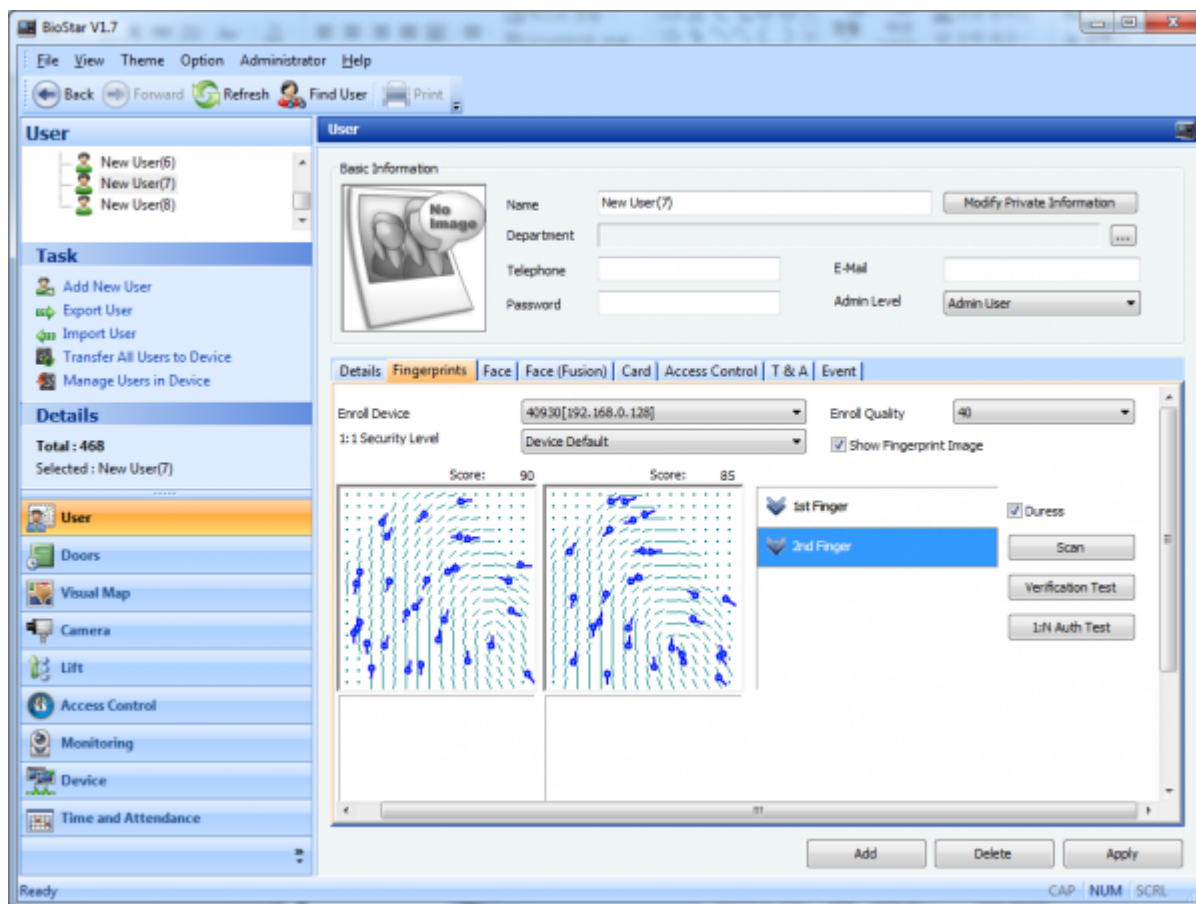 BioStar V1.7
File View Theme Option Administrator Help
Back Forward Refresh Find User Print
User
New User(6)
New User(7)
New User(8)
Task
Add New User
Export User
Import User
Transfer All Users to Device
Manage Users in Device
Details
Total : 468
Selected : New User(7)
User
Doors
Visual Map
Camera
Lift
Access Control
Monitoring
Device
Time and Attendance
User
Basic Information
No Image
Name New User(7) Modify Private Information
Department ...
Telephone E-Mail
Password Admin Level Admin User
Details Fingerprints Face Face (Fusion) Card Access Control T & A Event
Enroll Device 40930[192.168.0.128] Enroll Quality 40
1:1 Security Level Device Default Show Fingerprint Image
Score: 90 Score: 85
1st Finger Duress
2nd Finger Scan
Verification Test
1:N Auth Test
Add Delete Apply
Ready CAP NUM SCRL